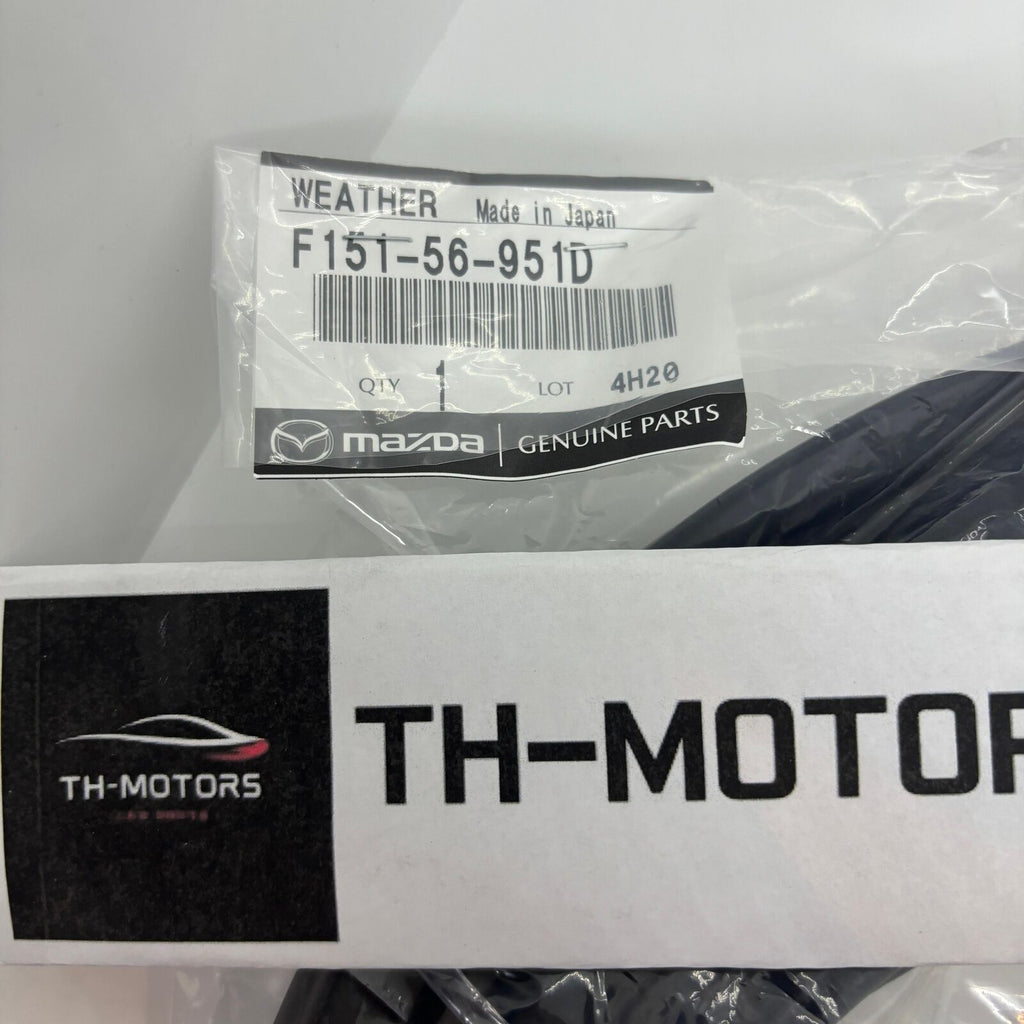 WEATHER Made in Japan
F151-56-951D
QTY 1 LOT 4H20
mazda GENUINE PARTS
TH-MOTORS
TH-MOTOR